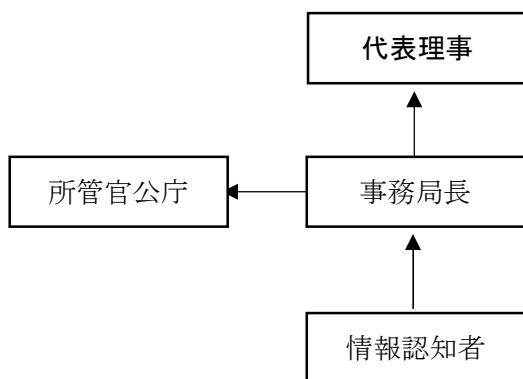 代表理事
所管官公庁
事務局長
情報認知者